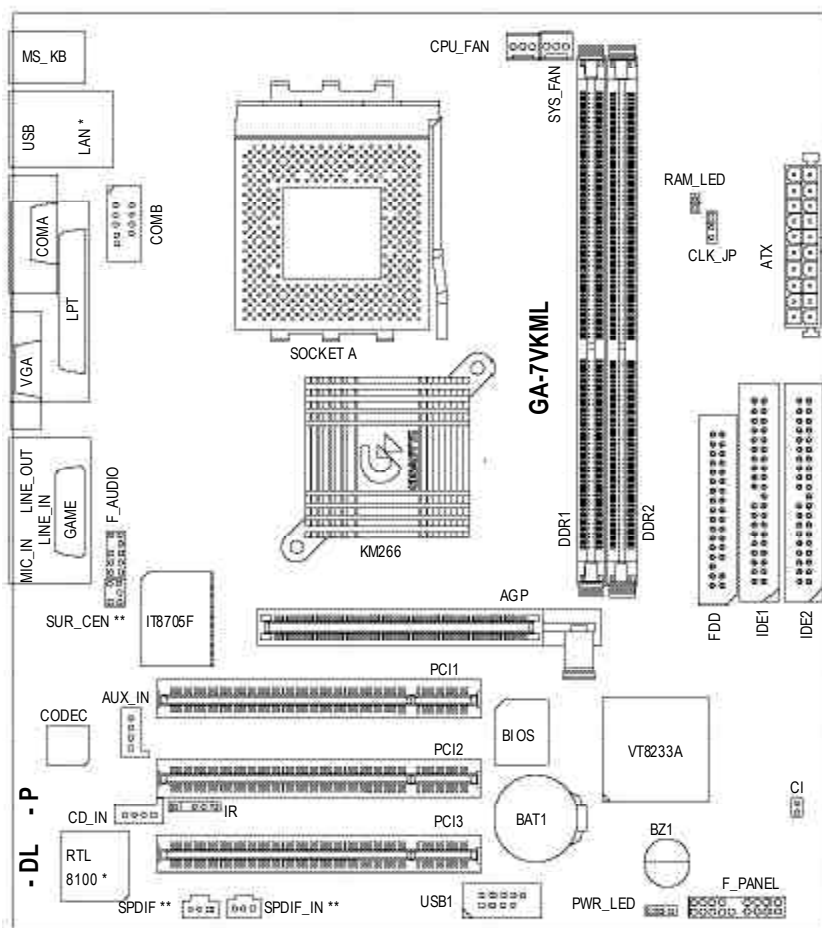 CPU_FAN
SYS_FAN
MS_KB
USB
LAN *
COMB
COMA
LPT
VGA
SOCKET A
RAM_LED
CLK_JP
ATX
GA-7VKML
LINE_OUT
MIC_IN
LINE_IN
GAME
F_AUDIO
GIGABYTE
KM266
DDR1
DDR2
FDD
IDE1
IDE2
SUR_CEN **
IT8705F
AGP
PCI1
AUX_IN
CODEC
BIOS
VT8233A
PCI2
- DL - P
CD_IN
IR
BAT1
CI
PCI3
BZ1
RTL
8100 *
SPDIF **
SPDIF_IN **
USB1
PWR_LED
F_PANEL